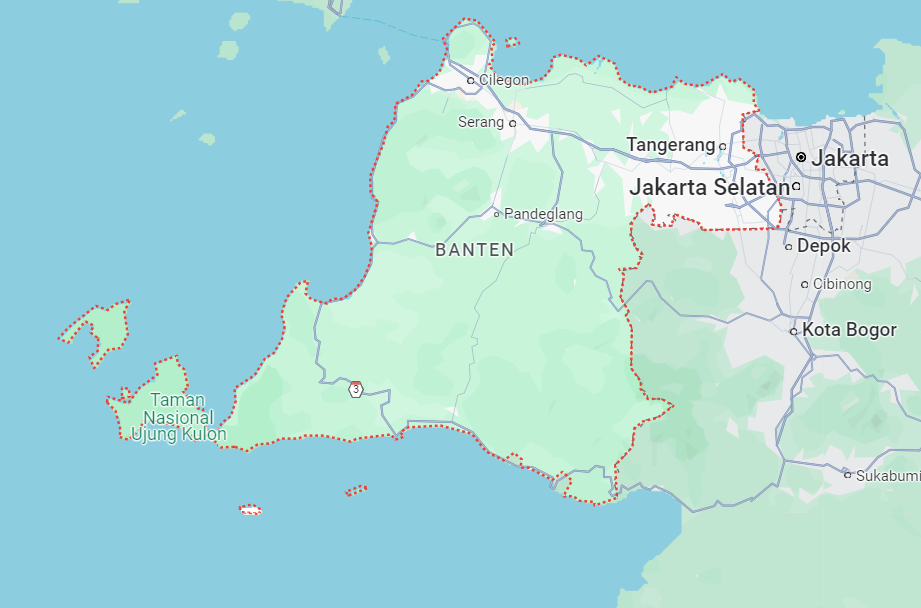 Cilegon
Serang
Tangerang
Jakarta
Jakarta Selatan
Pandeglang
BANTEN
Depok
Cibinong
Kota Bogor
3
Taman
Nasional
Ujung Kulon
Sukabumi